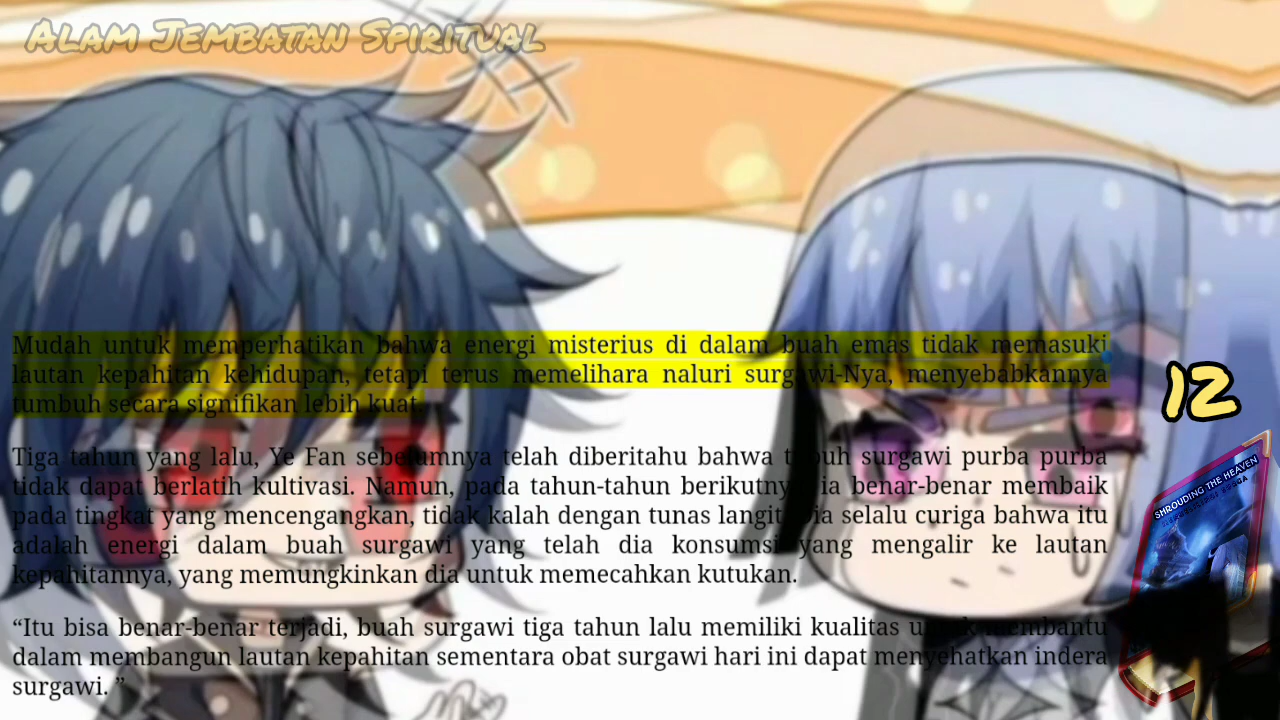 Alam Jembatan Spiritual
Mudah untuk memperhatikan bahwa energi misterius di dalam buah emas tidak memasuki
lautan kepahitan kehidupan, tetapi terus memelihara naluri surgawi-Nya, menyebabkannya
tumbuh secara signifikan lebih kuat.
Tiga tahun yang lalu, Ye Fan sebelumnya telah diberitahu bahwa tubuh surgawi purba purba
tidak dapat berlatih kultivasi. Namun, pada tahun-tahun berikutnya dia benar-benar membaik
pada tingkat yang mencengangkan, tidak kalah dengan tunas langit. Dia selalu curiga bahwa itu
adalah energi dalam buah surgawi yang telah dia konsumsi yang mengalir ke lautan
kepahitannya, yang memungkinkan dia untuk memecahkan kutukan.
“Itu bisa benar-benar terjadi, buah surgawi tiga tahun lalu memiliki kualitas untuk membantu
dalam membangun lautan kepahitan sementara obat surgawi hari ini dapat menyehatkan indera
surgawi. ”
12
SHROUDING THE HEAVEN